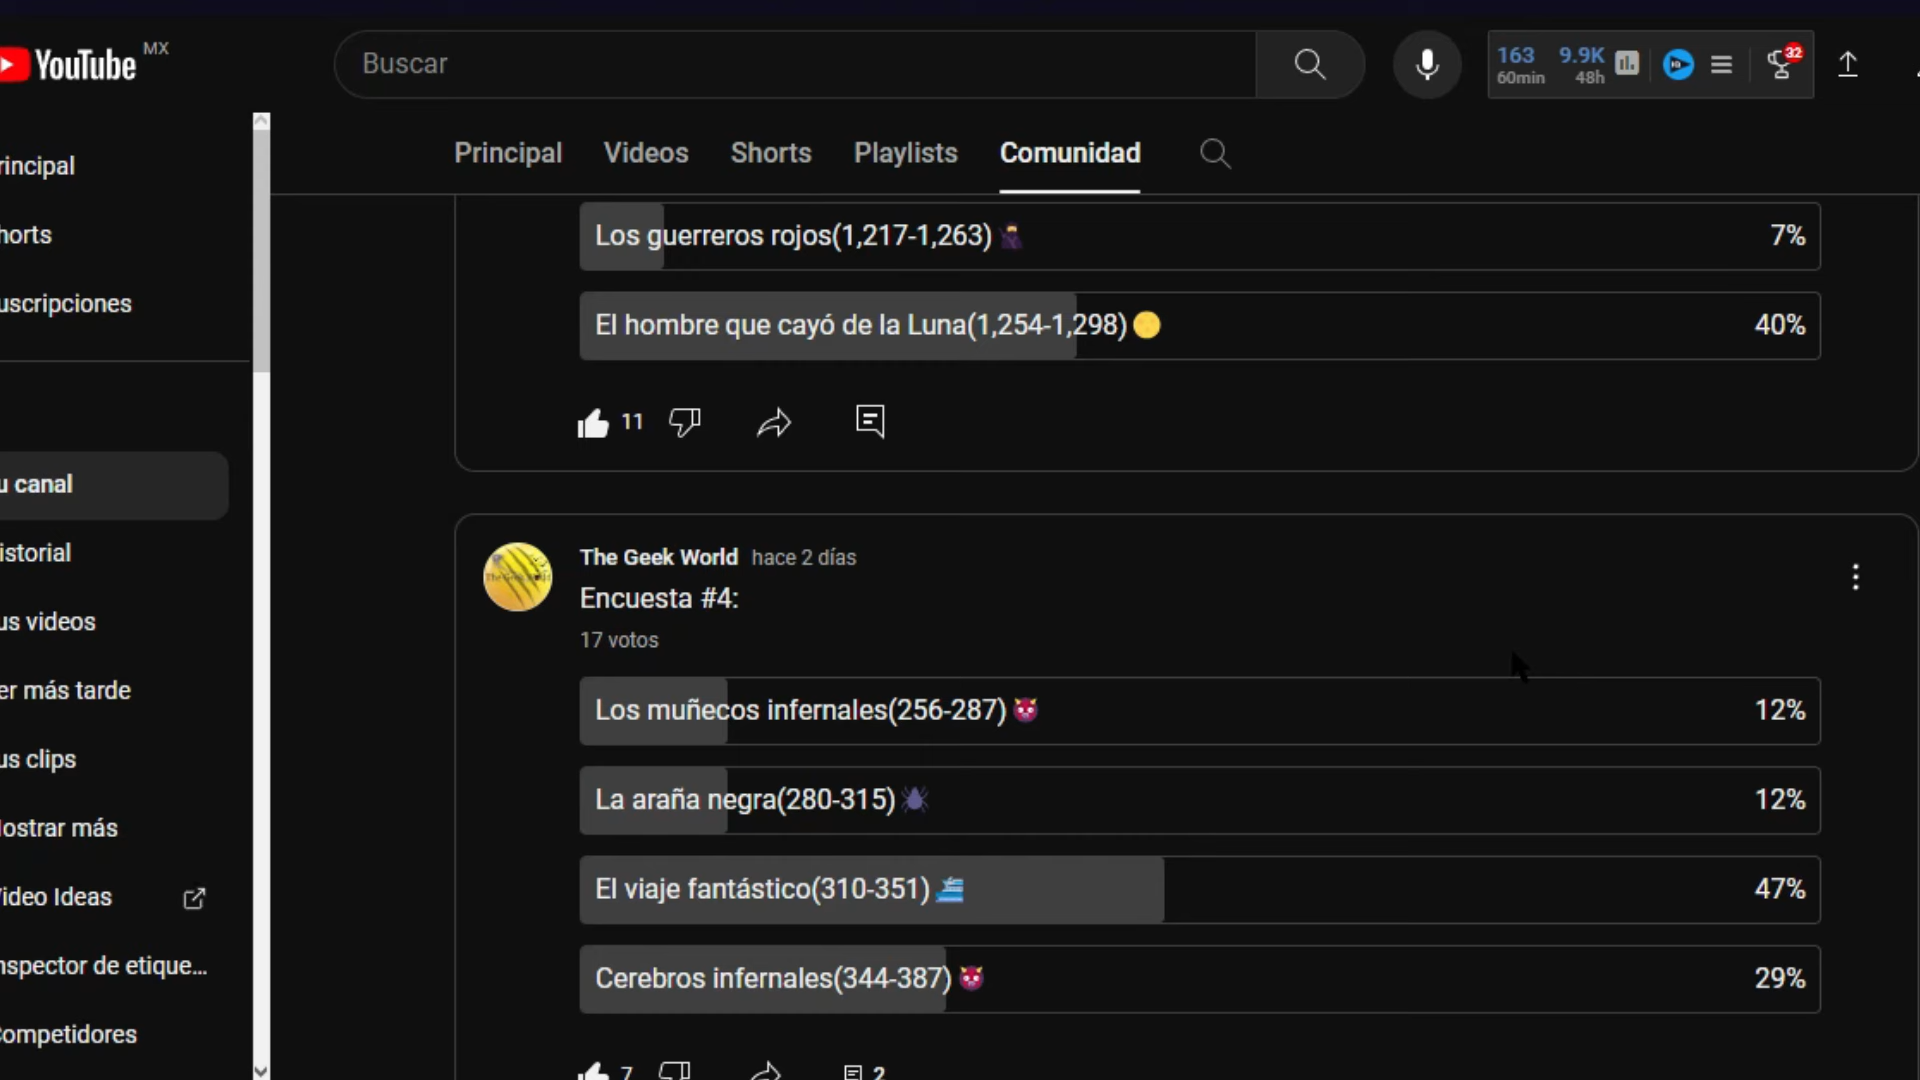 YouTube MX
Buscar
163 9.9K
60min 48h
32
Principal Videos Shorts Playlists Comunidad
rincipal
horts
uscripciones
u canal
istorial
us videos
er más tarde
us clips
ostrar más
ideo Ideas
nspector de etique...
ompetidores
Los guerreros rojos(1,217-1,263) 7%
El hombre que cayó de la Luna(1,254-1,298) 40%
11
The Geek World hace 2 días
Encuesta #4:
17 votos
Los muñecos infernales(256-287) 12%
La araña negra(280-315) 12%
El viaje fantástico(310-351) 47%
Cerebros infernales(344-387) 29%
7 2